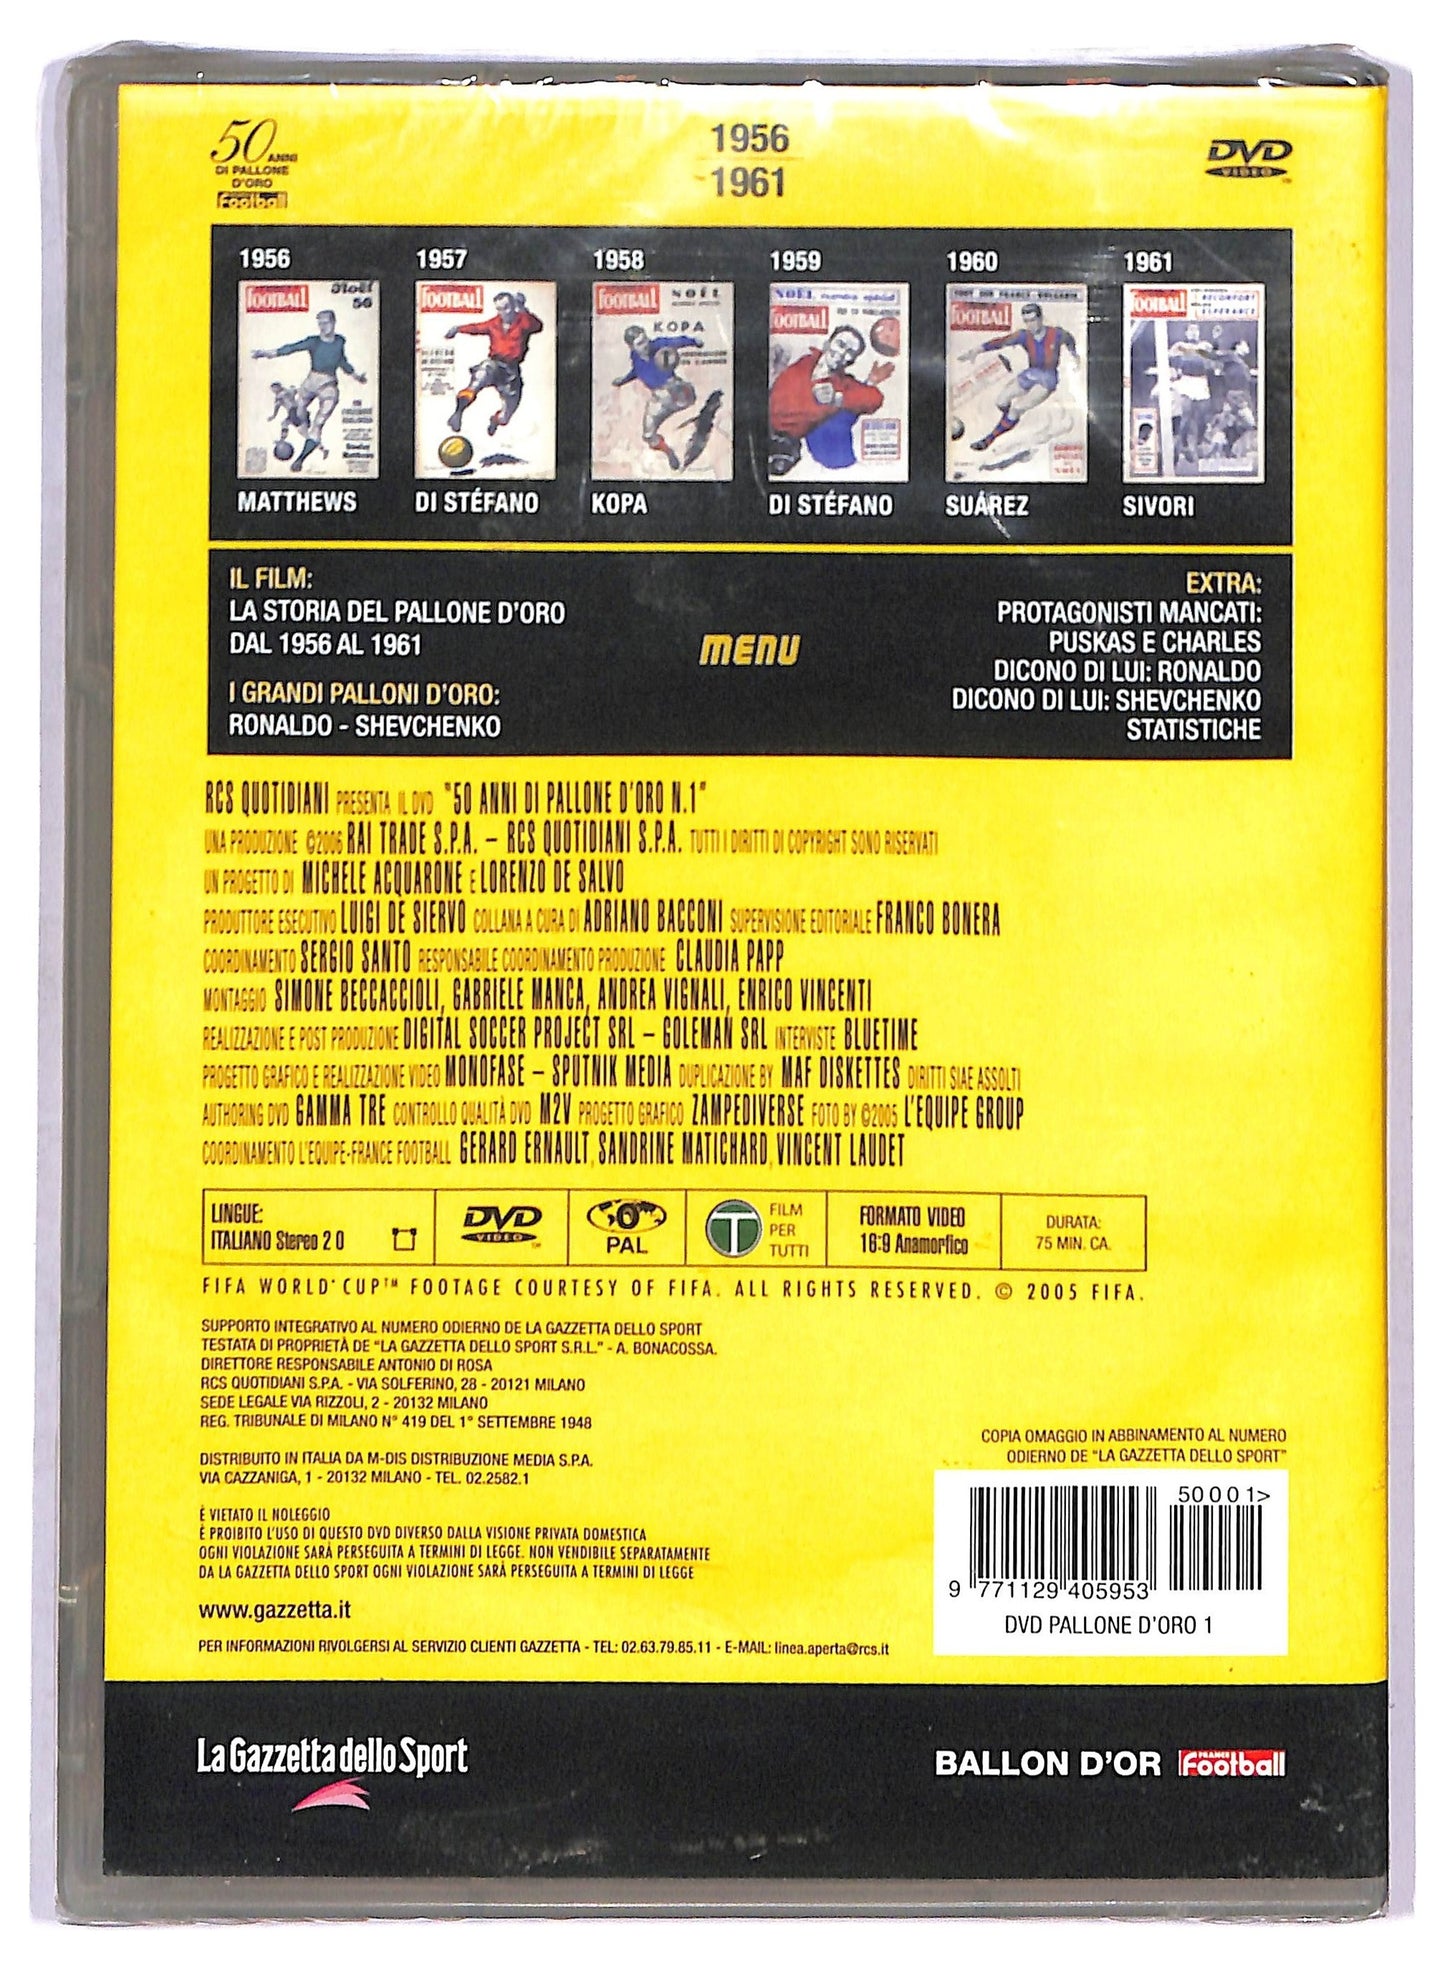 50 ANNI
DI PALLONE
D'ORO
Football
1956
1961
DVD
VIDEO
1956 1957 1958 1959 1960 1961
FOOTBALL Noël 56
FOOTBALL
FOOTBALL NOËL
KOPA
NOËL
FOOTBALL
FOOTBALL
FOOTBALL
MATTHEWS DI STÉFANO KOPA DI STÉFANO SUÁREZ SIVORI
IL FILM:
LA STORIA DEL PALLONE D'ORO
DAL 1956 AL 1961
I GRANDI PALLONI D'ORO:
RONALDO - SHEVCHENKO
MENU
EXTRA:
PROTAGONISTI MANCATI:
PUSKAS E CHARLES
DICONO DI LUI: RONALDO
DICONO DI LUI: SHEVCHENKO
STATISTICHE
RCS QUOTIDIANI PRESENTA IL DVD "50 ANNI DI PALLONE D'ORO N.1"
UNA PRODUZIONE ©2006 RAI TRADE S.P.A. – RCS QUOTIDIANI S.P.A. TUTTI I DIRITTI DI COPYRIGHT SONO RISERVATI
UN PROGETTO DI MICHELE ACQUARONE E LORENZO DE SALVO
PRODUTTORE ESECUTIVO LUIGI DE SIERVO COLLANA A CURA DI ADRIANO BACCONI SUPERVISIONE EDITORIALE FRANCO BONERA
COORDINAMENTO SERGIO SANTO RESPONSABILE COORDINAMENTO PRODUZIONE CLAUDIA PAPP
MONTAGGIO SIMONE BECCACCIOLI, GABRIELE MANCA, ANDREA VIGNALI, ENRICO VINCENTI
REALIZZAZIONE E POST PRODUZIONE DIGITAL SOCCER PROJECT SRL – GOLEMAN SRL INTERVISTE BLUETIME
PROGETTO GRAFICO E REALIZZAZIONE VIDEO MONOFASE – SPUTNIK MEDIA DUPLICAZIONE BY MAF DISKETTES DIRITTI SIAE ASSOLTI
AUTHORING DVD GAMMA TRE CONTROLLO QUALITÀ DVD M2V PROGETTO GRAFICO ZAMPEDIVERSE FOTO BY ©2005 L'EQUIPE GROUP
COORDINAMENTO L'EQUIPE-FRANCE FOOTBALL GERARD ERNAULT, SANDRINE MATICHARD, VINCENT LAUDET
LINGUE:
ITALIANO Stereo 2 0
DVD
VIDEO
PAL
T FILM
PER
TUTTI
FORMATO VIDEO
16:9 Anamorfico
DURATA:
75 MIN. CA.
FIFA WORLD CUP™ FOOTAGE COURTESY OF FIFA. ALL RIGHTS RESERVED. © 2005 FIFA.
SUPPORTO INTEGRATIVO AL NUMERO ODIERNO DE LA GAZZETTA DELLO SPORT
TESTATA DI PROPRIETÀ DE "LA GAZZETTA DELLO SPORT S.R.L." - A. BONACOSSA.
DIRETTORE RESPONSABILE ANTONIO DI ROSA
RCS QUOTIDIANI S.P.A. - VIA SOLFERINO, 28 - 20121 MILANO
SEDE LEGALE VIA RIZZOLI, 2 - 20132 MILANO
REG. TRIBUNALE DI MILANO N° 419 DEL 1° SETTEMBRE 1948
DISTRIBUITO IN ITALIA DA M-DIS DISTRIBUZIONE MEDIA S.P.A.
VIA CAZZANIGA, 1 - 20132 MILANO - TEL. 02.2582.1
È VIETATO IL NOLEGGIO
È PROIBITO L'USO DI QUESTO DVD DIVERSO DALLA VISIONE PRIVATA DOMESTICA
OGNI VIOLAZIONE SARÀ PERSEGUITA A TERMINI DI LEGGE. NON VENDIBILE SEPARATAMENTE
DA LA GAZZETTA DELLO SPORT OGNI VIOLAZIONE SARÀ PERSEGUITA A TERMINI DI LEGGE
www.gazzetta.it
PER INFORMAZIONI RIVOLGERSI AL SERVIZIO CLIENTI GAZZETTA - TEL: 02.63.79.85.11 - E-MAIL: linea.aperta@rcs.it
COPIA OMAGGIO IN ABBINAMENTO AL NUMERO
ODIERNO DE "LA GAZZETTA DELLO SPORT"
50001>
9 771129 405953
DVD PALLONE D'ORO 1
La Gazzetta dello Sport
BALLON D'OR FRANCE Football